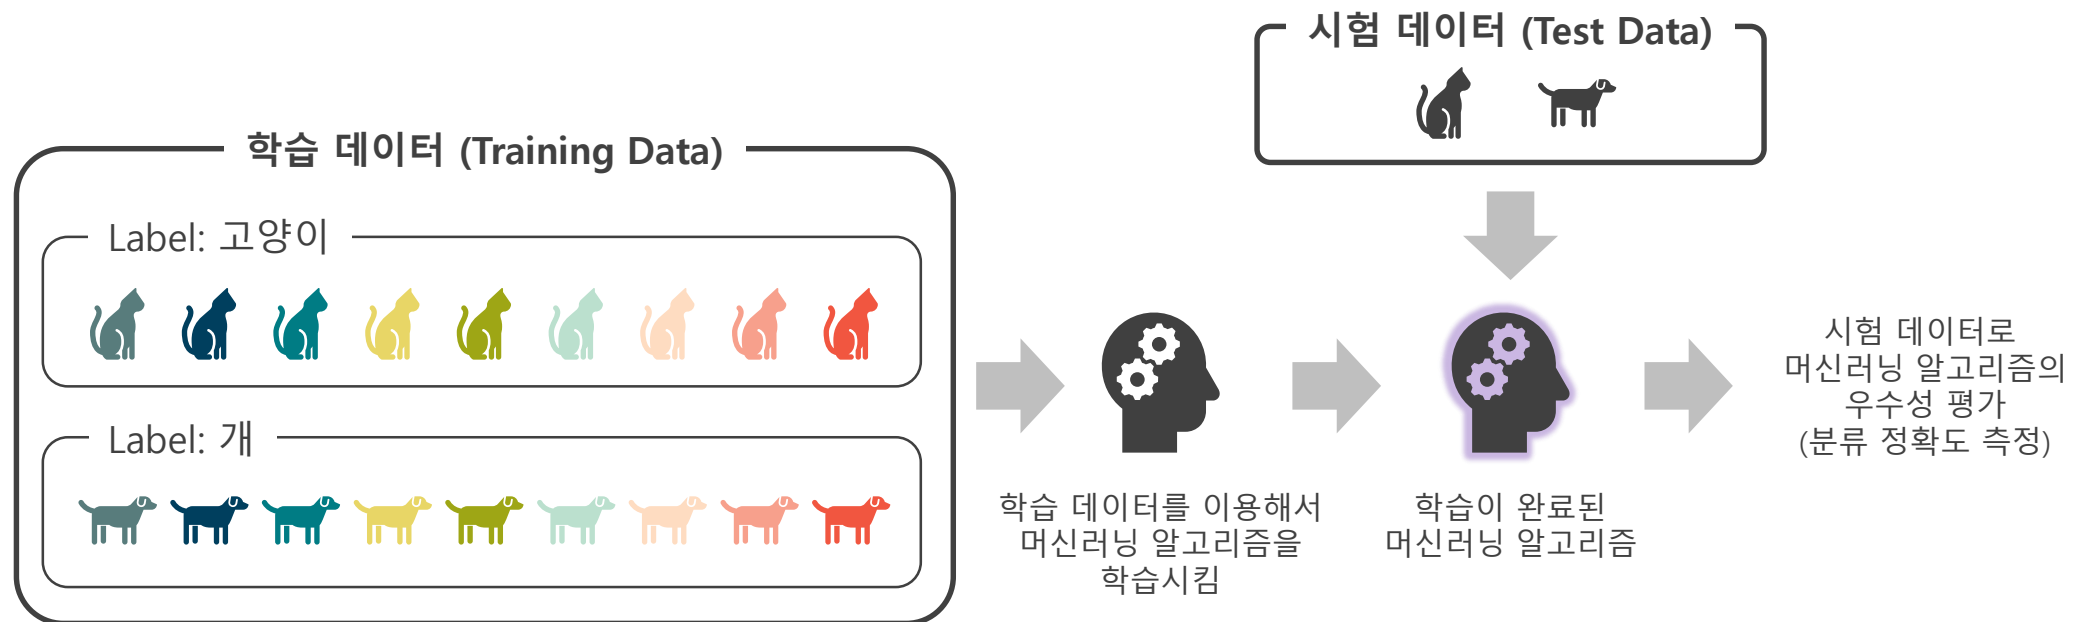 시험 데이터 (Test Data)
학습 데이터 (Training Data)
Label: 고양이
Label: 개
학습 데이터를 이용해서
머신러닝 알고리즘을
학습시킴
학습이 완료된
머신러닝 알고리즘
시험 데이터로
머신러닝 알고리즘의
우수성 평가
(분류 정확도 측정)